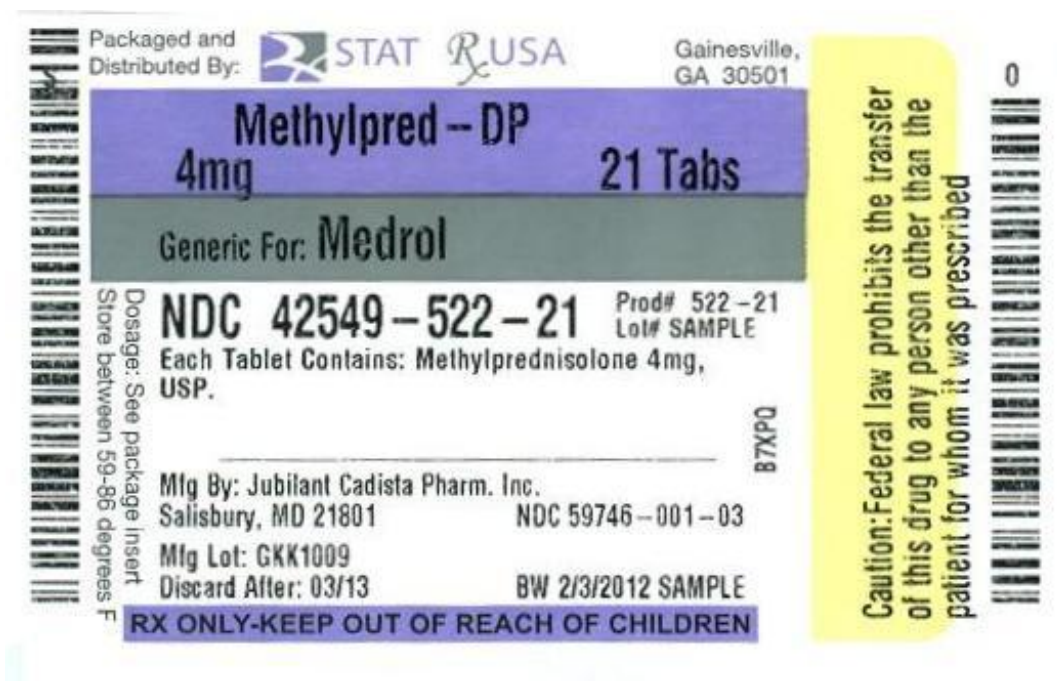 Packaged and
Distributed By:
STAT Rx USA
Gainesville,
GA 30501
Methylpred – DP
4mg 21 Tabs
Generic For: Medrol
NDC 42549 – 522 – 21
Prod# 522 – 21
Lot# SAMPLE
Each Tablet Contains: Methylprednisolone 4mg,
USP.
B7XPQ
Mfg By: Jubilant Cadista Pharm. Inc.
Salisbury, MD 21801 NDC 59746 – 001 – 03
Mfg Lot: GKK1009
Discard After: 03/13 BW 2/3/2012 SAMPLE
RX ONLY-KEEP OUT OF REACH OF CHILDREN
Dosage: See package insert
Store between 59-86 degrees F
Caution:Federal law prohibits the transfer
of this drug to any person other than the
patient for whom it was prescribed
0